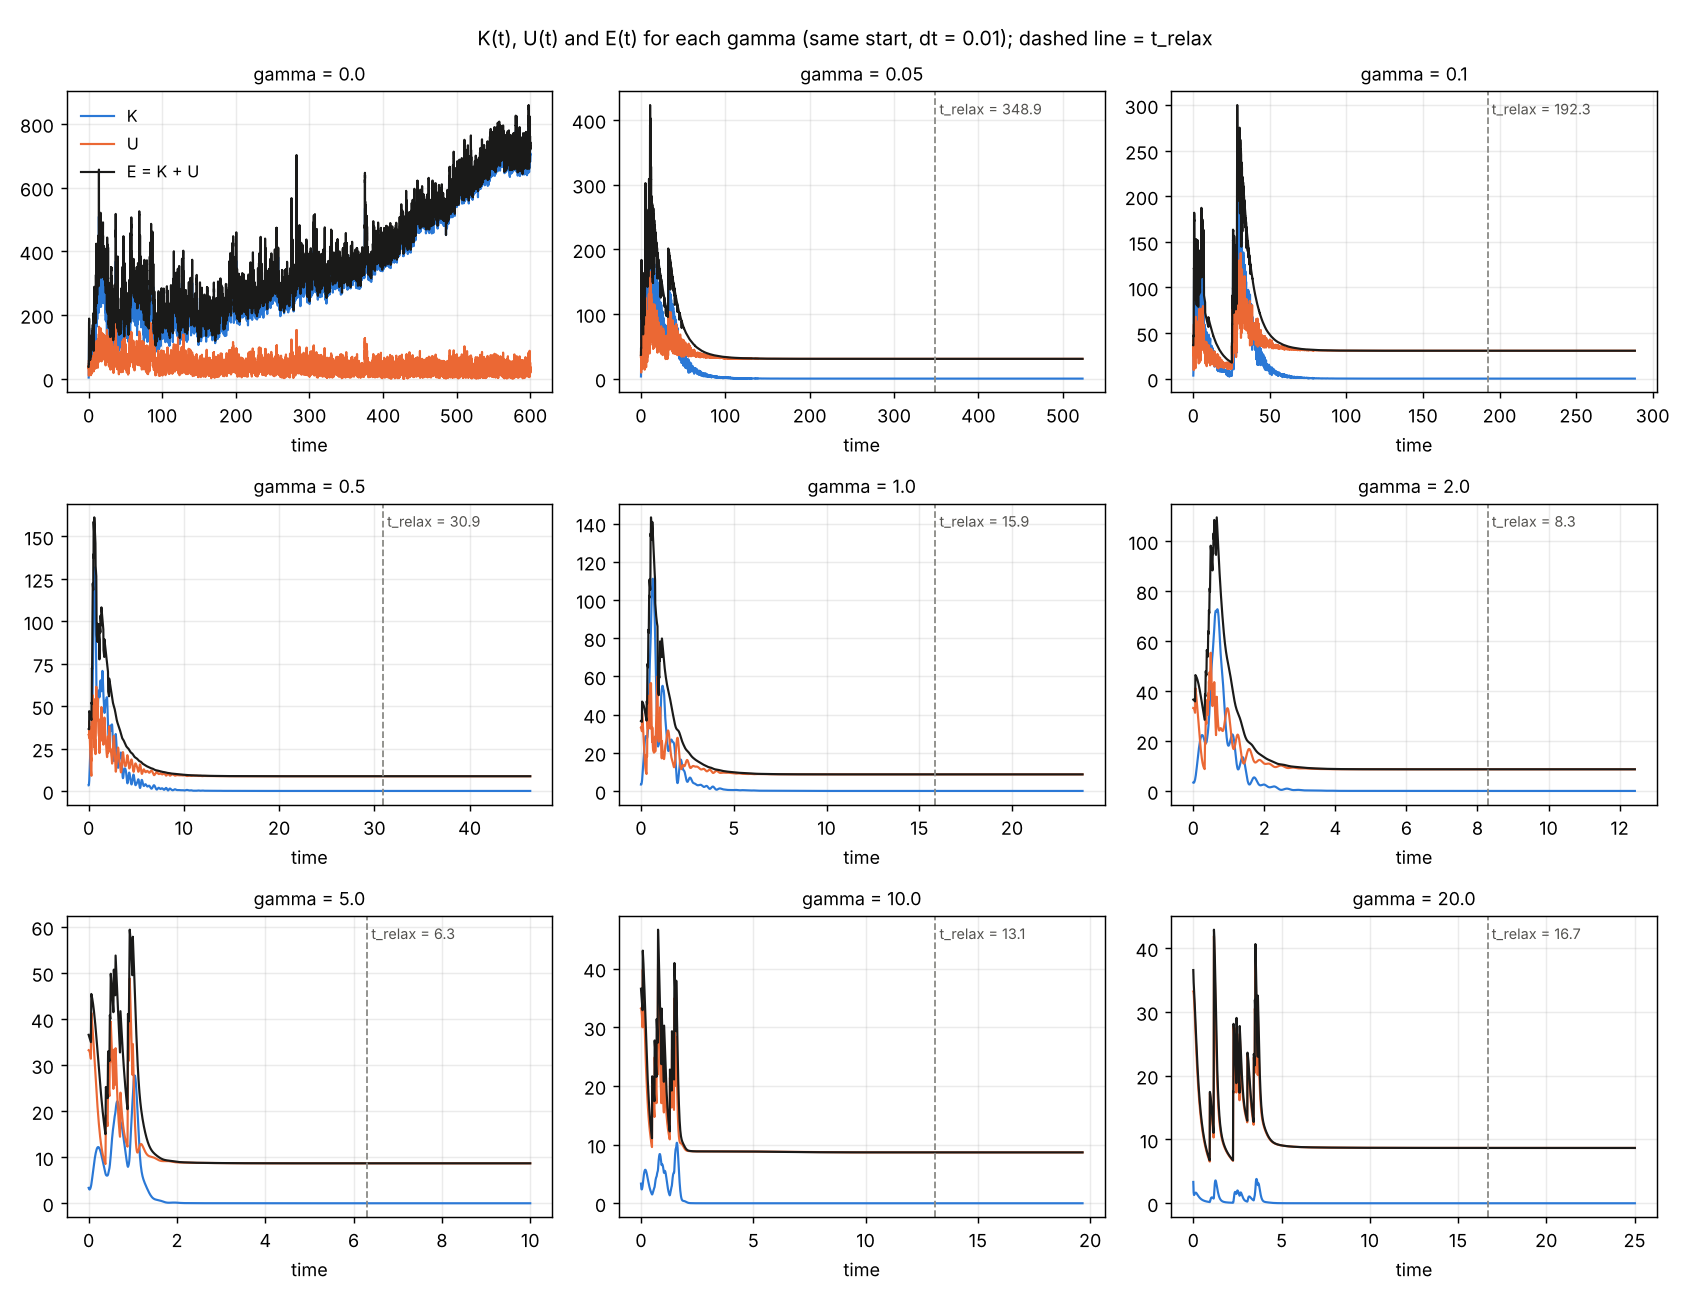 K(t), U(t) and E(t) for each gamma (same start, dt = 0.01); dashed line = t_relax
gamma = 0.0
K
U
E = K + U
0
200
400
600
800
0 100 200 300 400 500 600
time
gamma = 0.05
t_relax = 348.9
400
300
200
100
0
0 100 200 300 400 500
time
gamma = 0.1
t_relax = 192.3
300
250
200
150
100
50
0
0 50 100 150 200 250 300
time
gamma = 0.5
t_relax = 30.9
150
125
100
75
50
25
0
0 10 20 30 40
time
gamma = 1.0
t_relax = 15.9
140
120
100
80
60
40
20
0
0 5 10 15 20
time
gamma = 2.0
t_relax = 8.3
100
80
60
40
20
0
0 2 4 6 8 10 12
time
gamma = 5.0
t_relax = 6.3
60
50
40
30
20
10
0
0 2 4 6 8 10
time
gamma = 10.0
t_relax = 13.1
40
30
20
10
0
0 5 10 15 20
time
gamma = 20.0
t_relax = 16.7
40
30
20
10
0
0 5 10 15 20 25
time